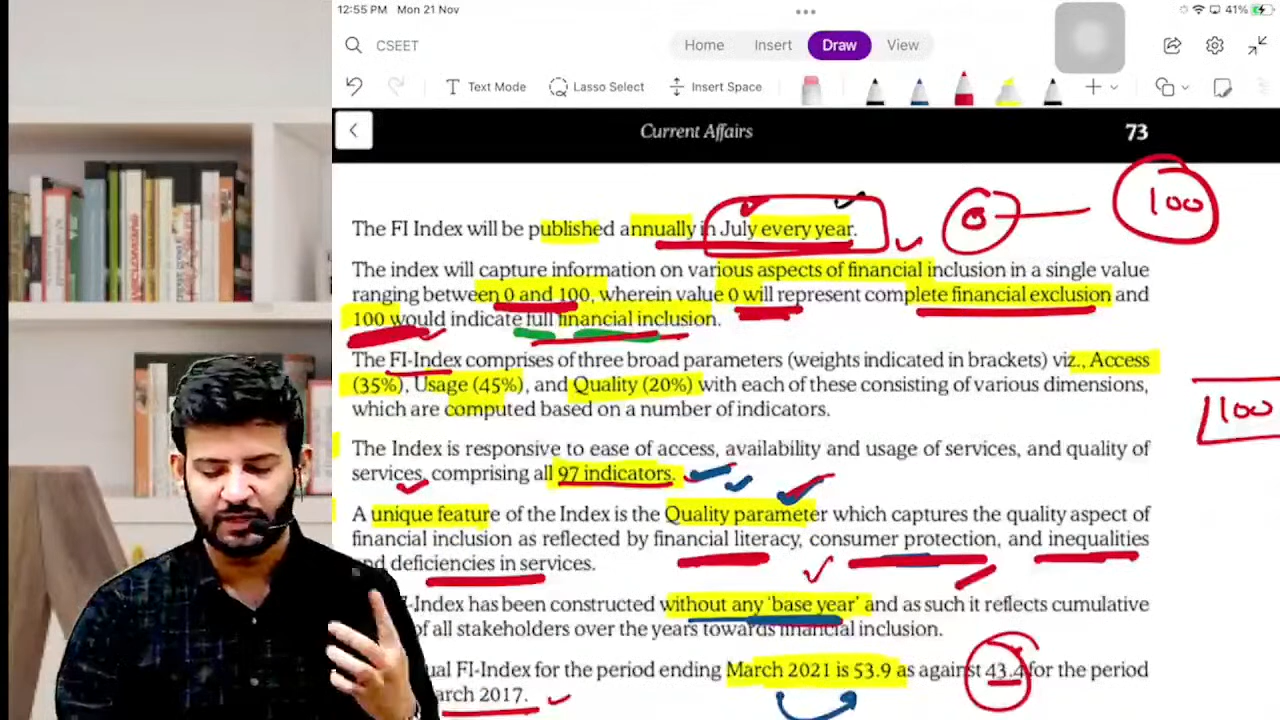 12:55 PM Mon 21 Nov
41%
CSEET
Home Insert Draw View
Text Mode Lasso Select Insert Space
Current Affairs 73
The FI Index will be published annually in July every year.
0 100
The index will capture information on various aspects of financial inclusion in a single value
ranging between 0 and 100, wherein value 0 will represent complete financial exclusion and
100 would indicate full financial inclusion.
The FI-Index comprises of three broad parameters (weights indicated in brackets) viz., Access
(35%), Usage (45%), and Quality (20%) with each of these consisting of various dimensions,
which are computed based on a number of indicators.
100
The Index is responsive to ease of access, availability and usage of services, and quality of
services, comprising all 97 indicators.
A unique feature of the Index is the Quality parameter which captures the quality aspect of
financial inclusion as reflected by financial literacy, consumer protection, and inequalities
and deficiencies in services.
-Index has been constructed without any ‘base year’ and as such it reflects cumulative
of all stakeholders over the years towards financial inclusion.
ual FI-Index for the period ending March 2021 is 53.9 as against 43.4 for the period
arch 2017.